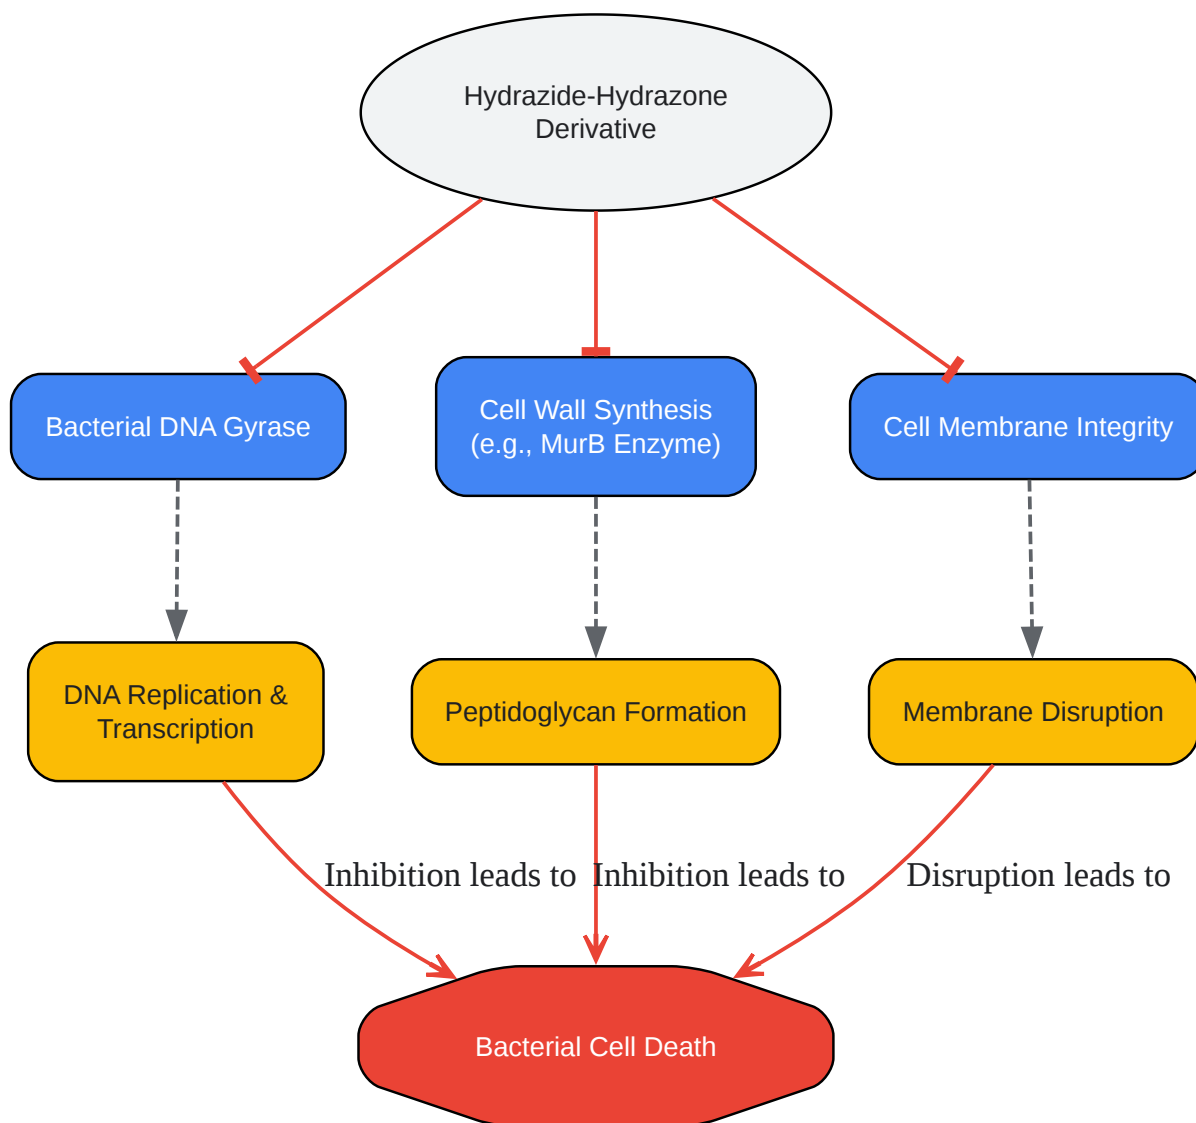 Hydrazide-Hydrazone
Derivative
Bacterial DNA Gyrase
Cell Wall Synthesis
(e.g., MurB Enzyme)
Cell Membrane Integrity
DNA Replication &
Transcription
Peptidoglycan Formation
Membrane Disruption
Inhibition leads to
Inhibition leads to
Disruption leads to
Bacterial Cell Death